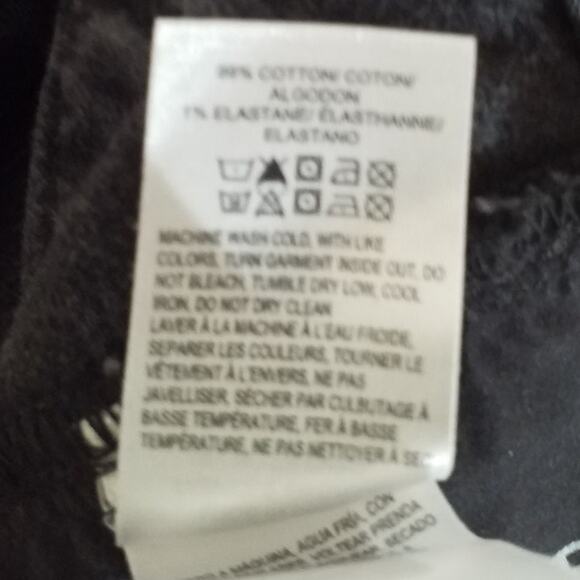 99% COTTON/ COTON/
ALGODON
1% ELASTANE/ ÉLASTHANNE/
ELASTANO
MACHINE WASH COLD, WITH LIKE
COLORS, TURN GARMENT INSIDE OUT, DO
NOT BLEACH, TUMBLE DRY LOW, COOL
IRON, DO NOT DRY CLEAN
LAVER À LA MACHINE À L'EAU FROIDE,
SEPARER LES COULEURS, TOURNER LE
VÊTEMENT À L'ENVERS, NE PAS
JAVELLISER, SÉCHER PAR CULBUTAGE À
BASSE TEMPÉRATURE, FER À BASSE
TEMPÉRATURE, NE PAS NETTOYER À SEC
A MÁQUINA, AGUA FRÍA, CON
VOLTEAR PRENDA
SECADO